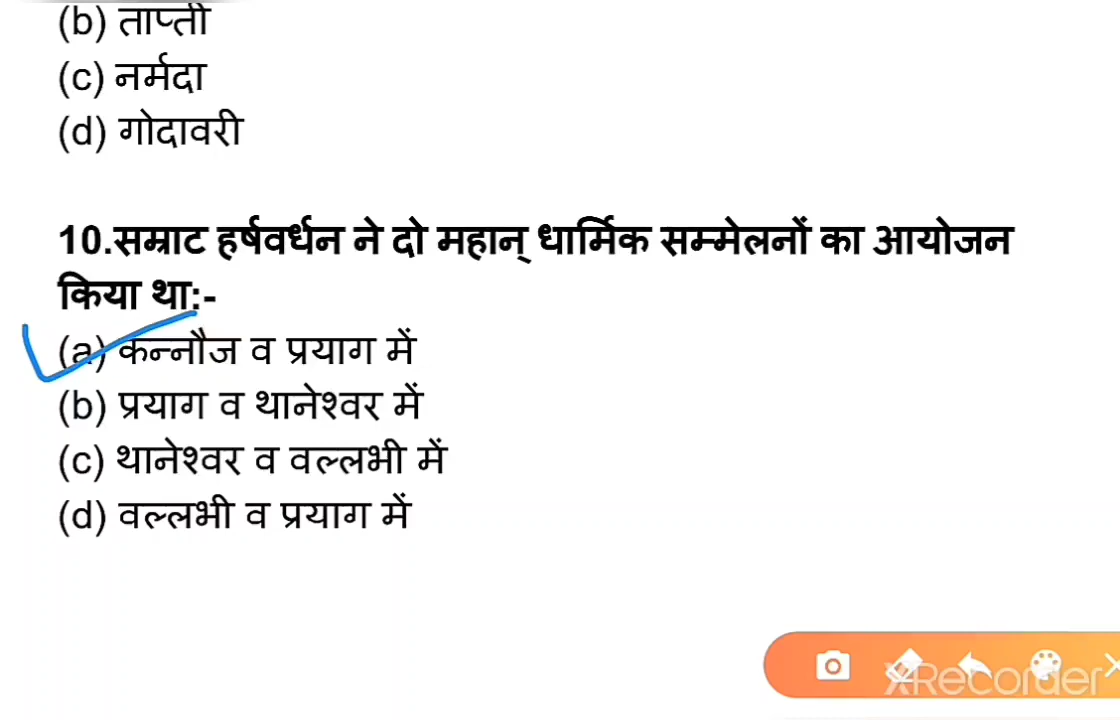 (b) ताप्ती
(c) नर्मदा
(d) गोदावरी
10.सम्राट हर्षवर्धन ने दो महान् धार्मिक सम्मेलनों का आयोजन
किया था:-
(a) कन्नौज व प्रयाग में
(b) प्रयाग व थानेश्वर में
(c) थानेश्वर व वल्लभी में
(d) वल्लभी व प्रयाग में
XRecorder